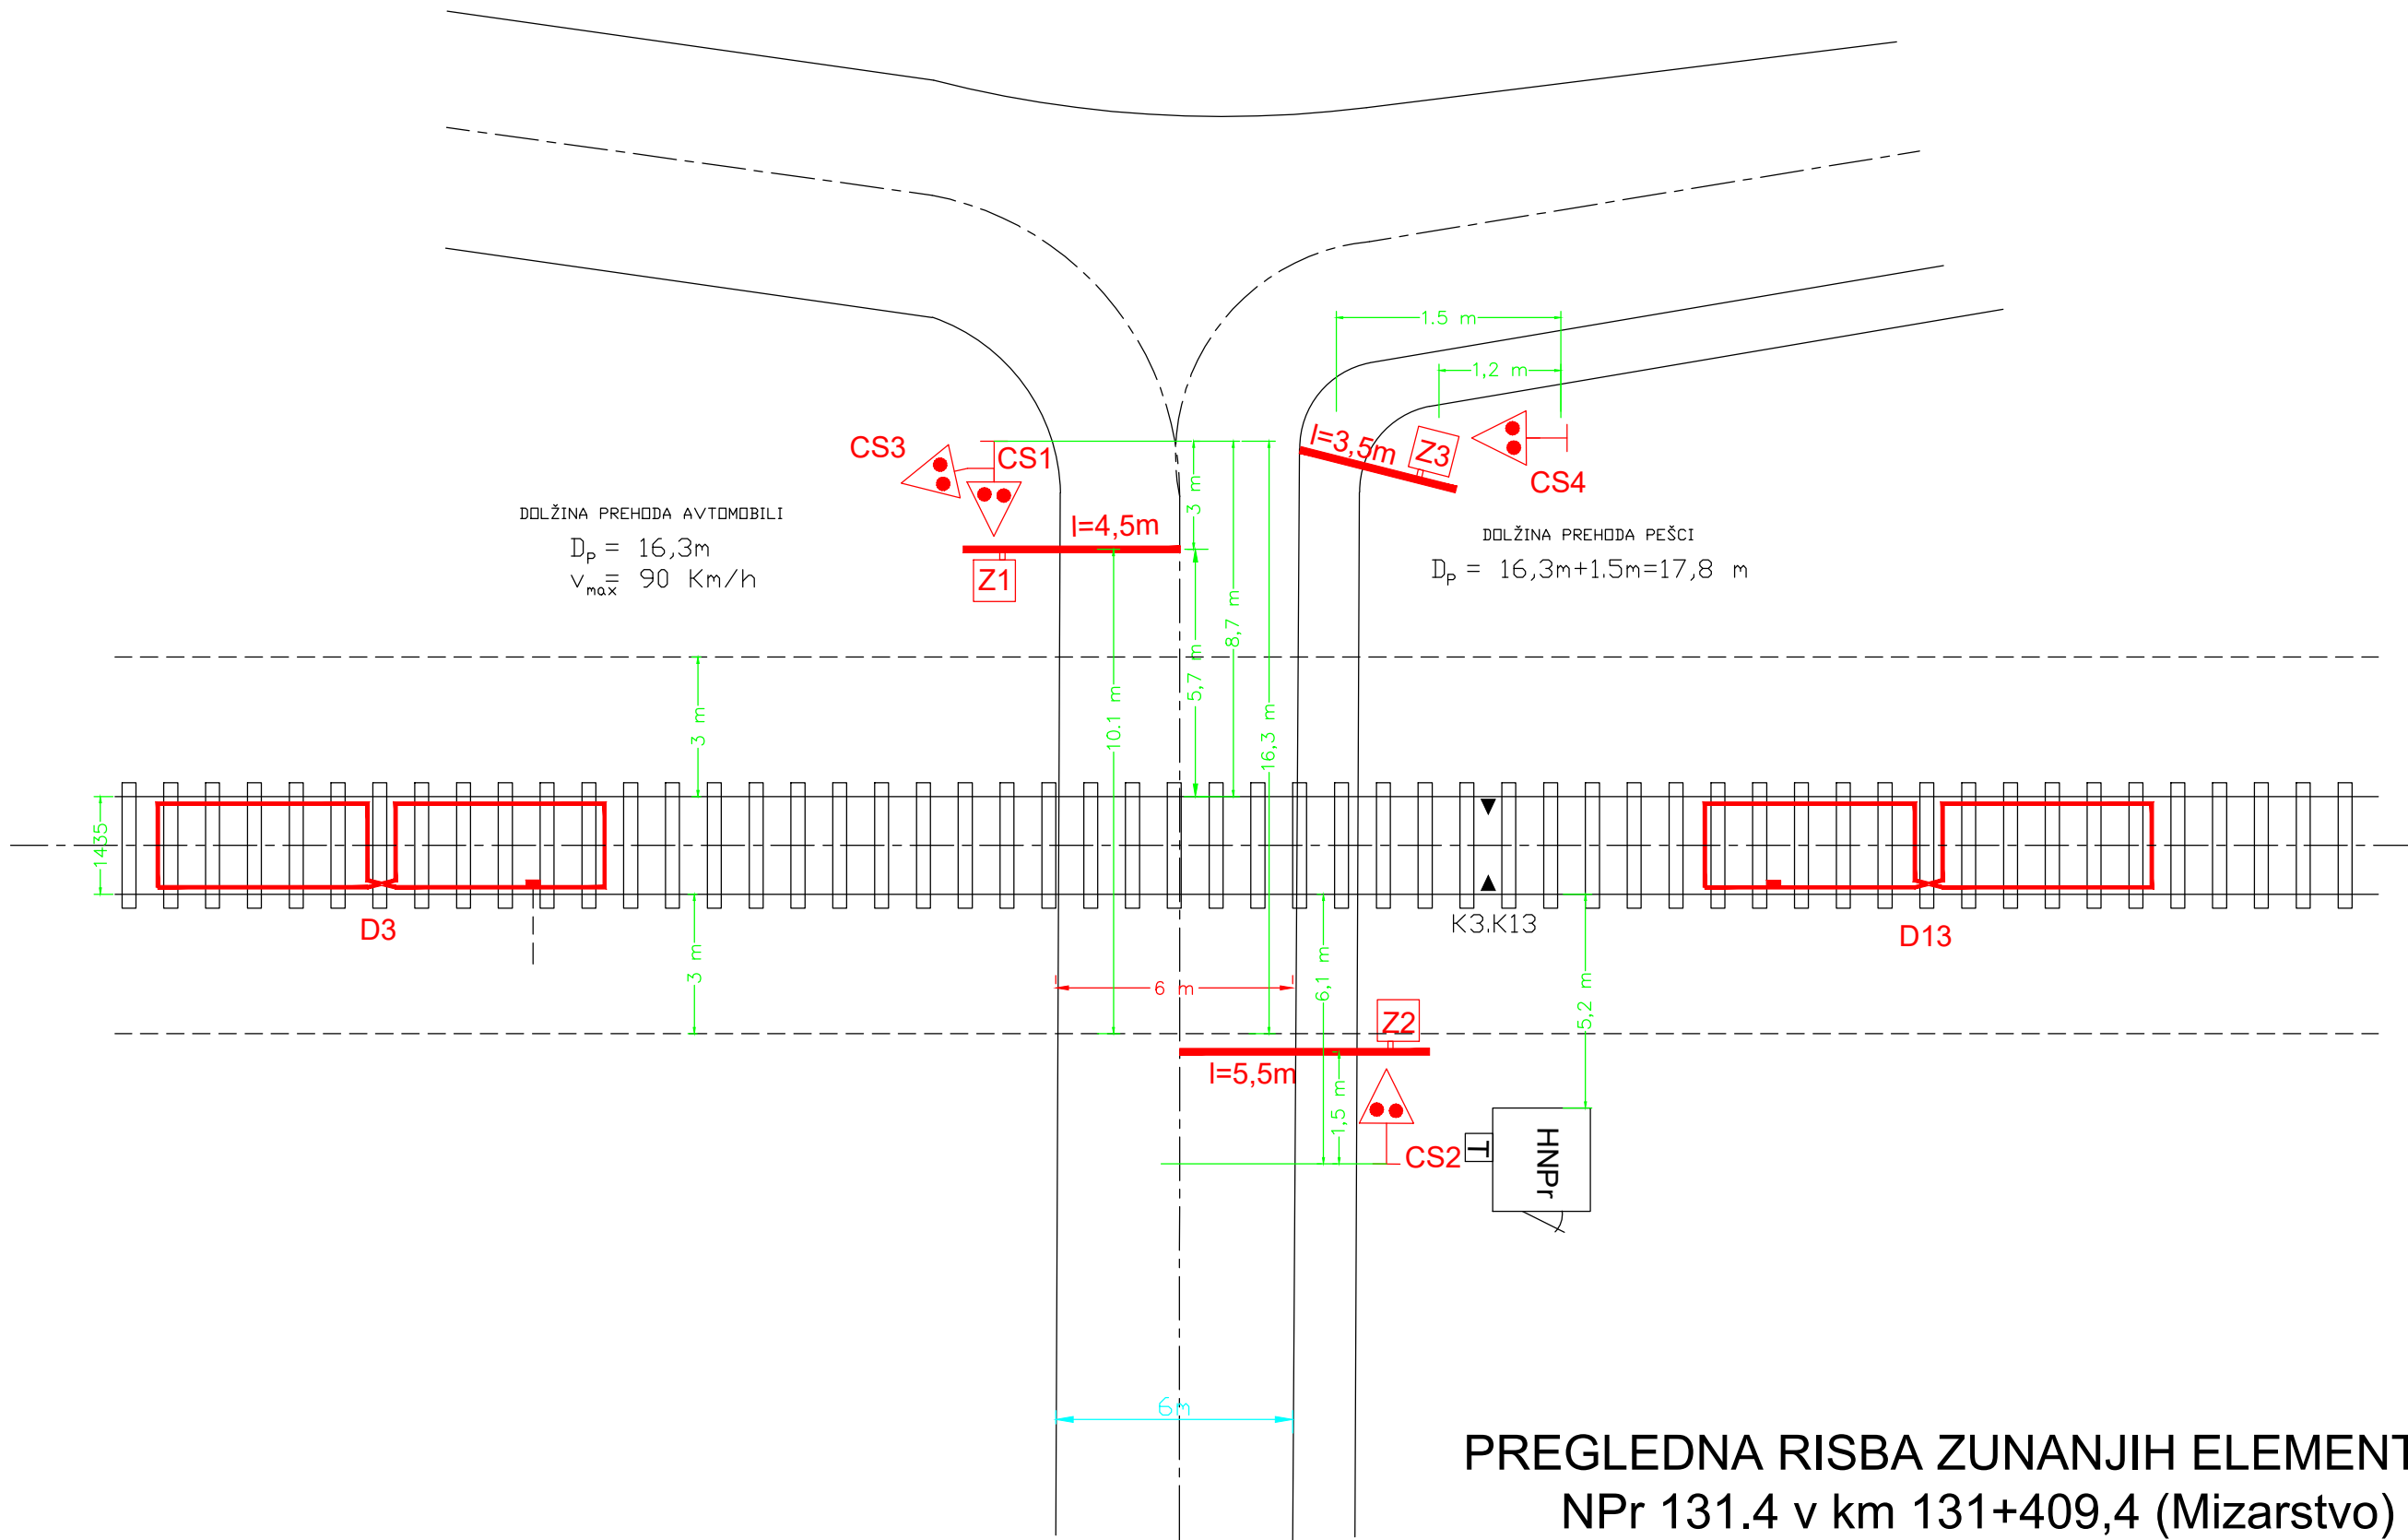 1.5 m
1,2 m
CS3
CS1
l=3,5m
Z3
CS4
3 m
DOLŽINA PREHODA AVTOMOBILI
Dp = 16,3m
vmax= 90 Km/h
l=4,5m
Z1
DOLŽINA PREHODA PEŠCI
Dp = 16,3m+1.5m=17,8 m
8,7 m
5,7 m
10.1 m
16,3 m
3 m
1435
D3
K3,K13
D13
3 m
6 m
6,1 m
5,2 m
Z2
l=5,5m
1,5 m
CS2
T
HNPr
6m
PREGLEDNA RISBA ZUNANJIH ELEMENT
NPr 131.4 v km 131+409,4 (Mizarstvo)